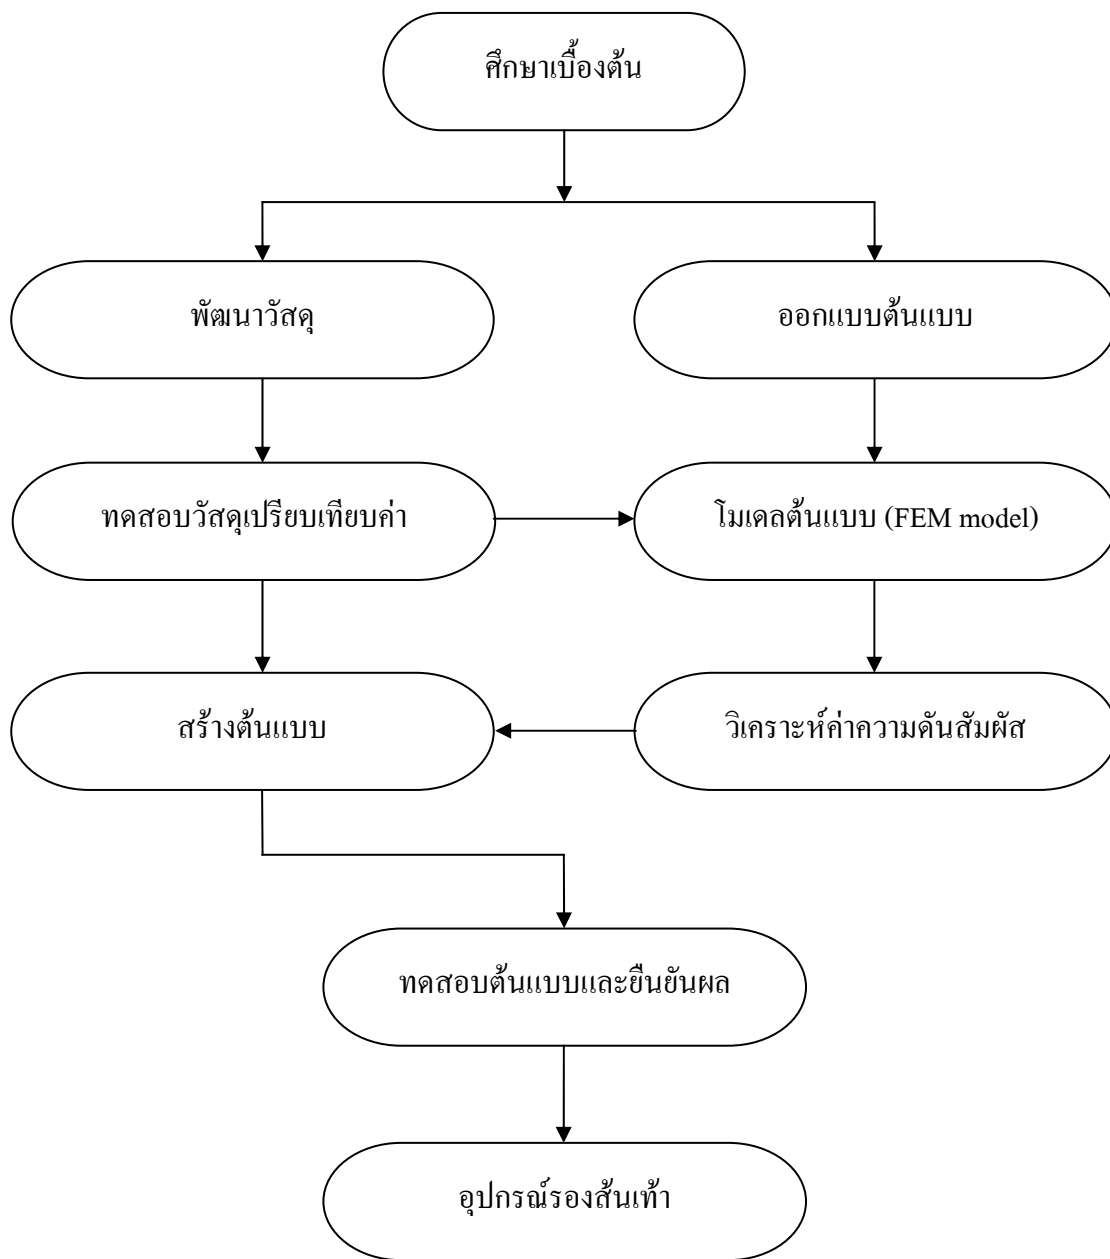 ศึกษาเบื้องต้น
พัฒนาวัสดุ
ออกแบบต้นแบบ
ทดสอบวัสดุเปรียบเทียบค่า
โมเดลต้นแบบ (FEM model)
สร้างต้นแบบ
วิเคราะห์ค่าความดันสัมผัส
ทดสอบต้นแบบและยืนยันผล
อุปกรณ์รองส้นเท้า